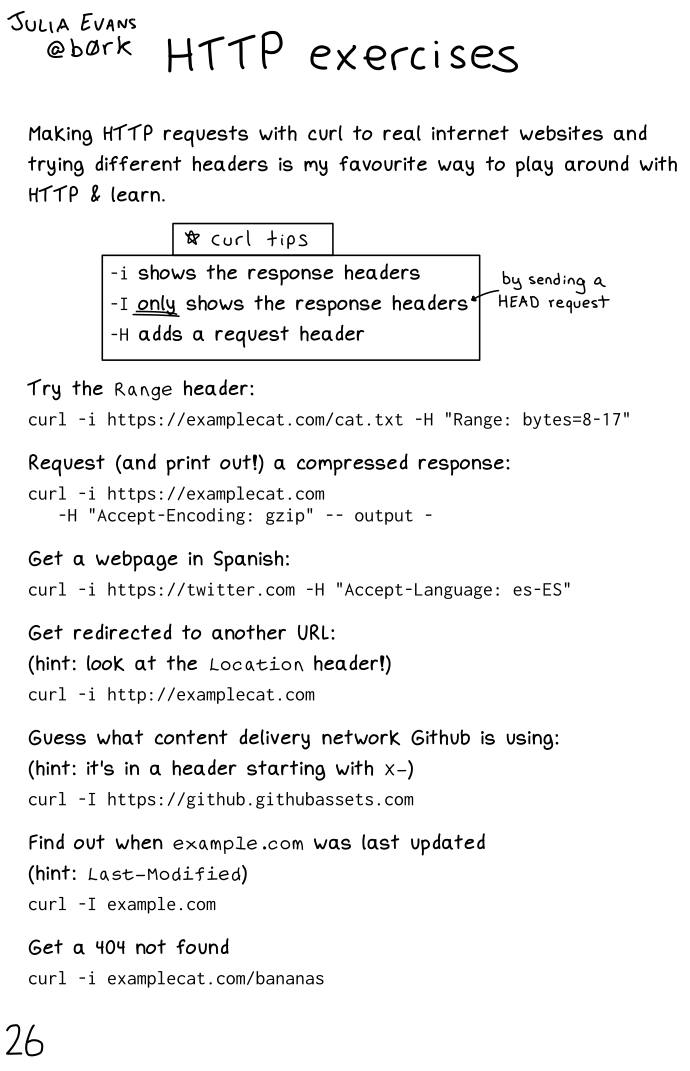 JULIA EVANS
@b0rk
HTTP exercises
Making HTTP requests with curl to real internet websites and
trying different headers is my favourite way to play around with
HTTP & learn.
☆ curl tips
-i shows the response headers
-I only shows the response headers
-H adds a request header
by sending a
HEAD request
Try the Range header:
curl -i https://examplecat.com/cat.txt -H "Range: bytes=8-17"
Request (and print out!) a compressed response:
curl -i https://examplecat.com
-H "Accept-Encoding: gzip" -- output -
Get a webpage in Spanish:
curl -i https://twitter.com -H "Accept-Language: es-ES"
Get redirected to another URL:
(hint: look at the Location header!)
curl -i http://examplecat.com
Guess what content delivery network Github is using:
(hint: it's in a header starting with X-)
curl -I https://github.githubassets.com
Find out when example.com was last updated
(hint: Last-Modified)
curl -I example.com
Get a 404 not found
curl -i examplecat.com/bananas
26